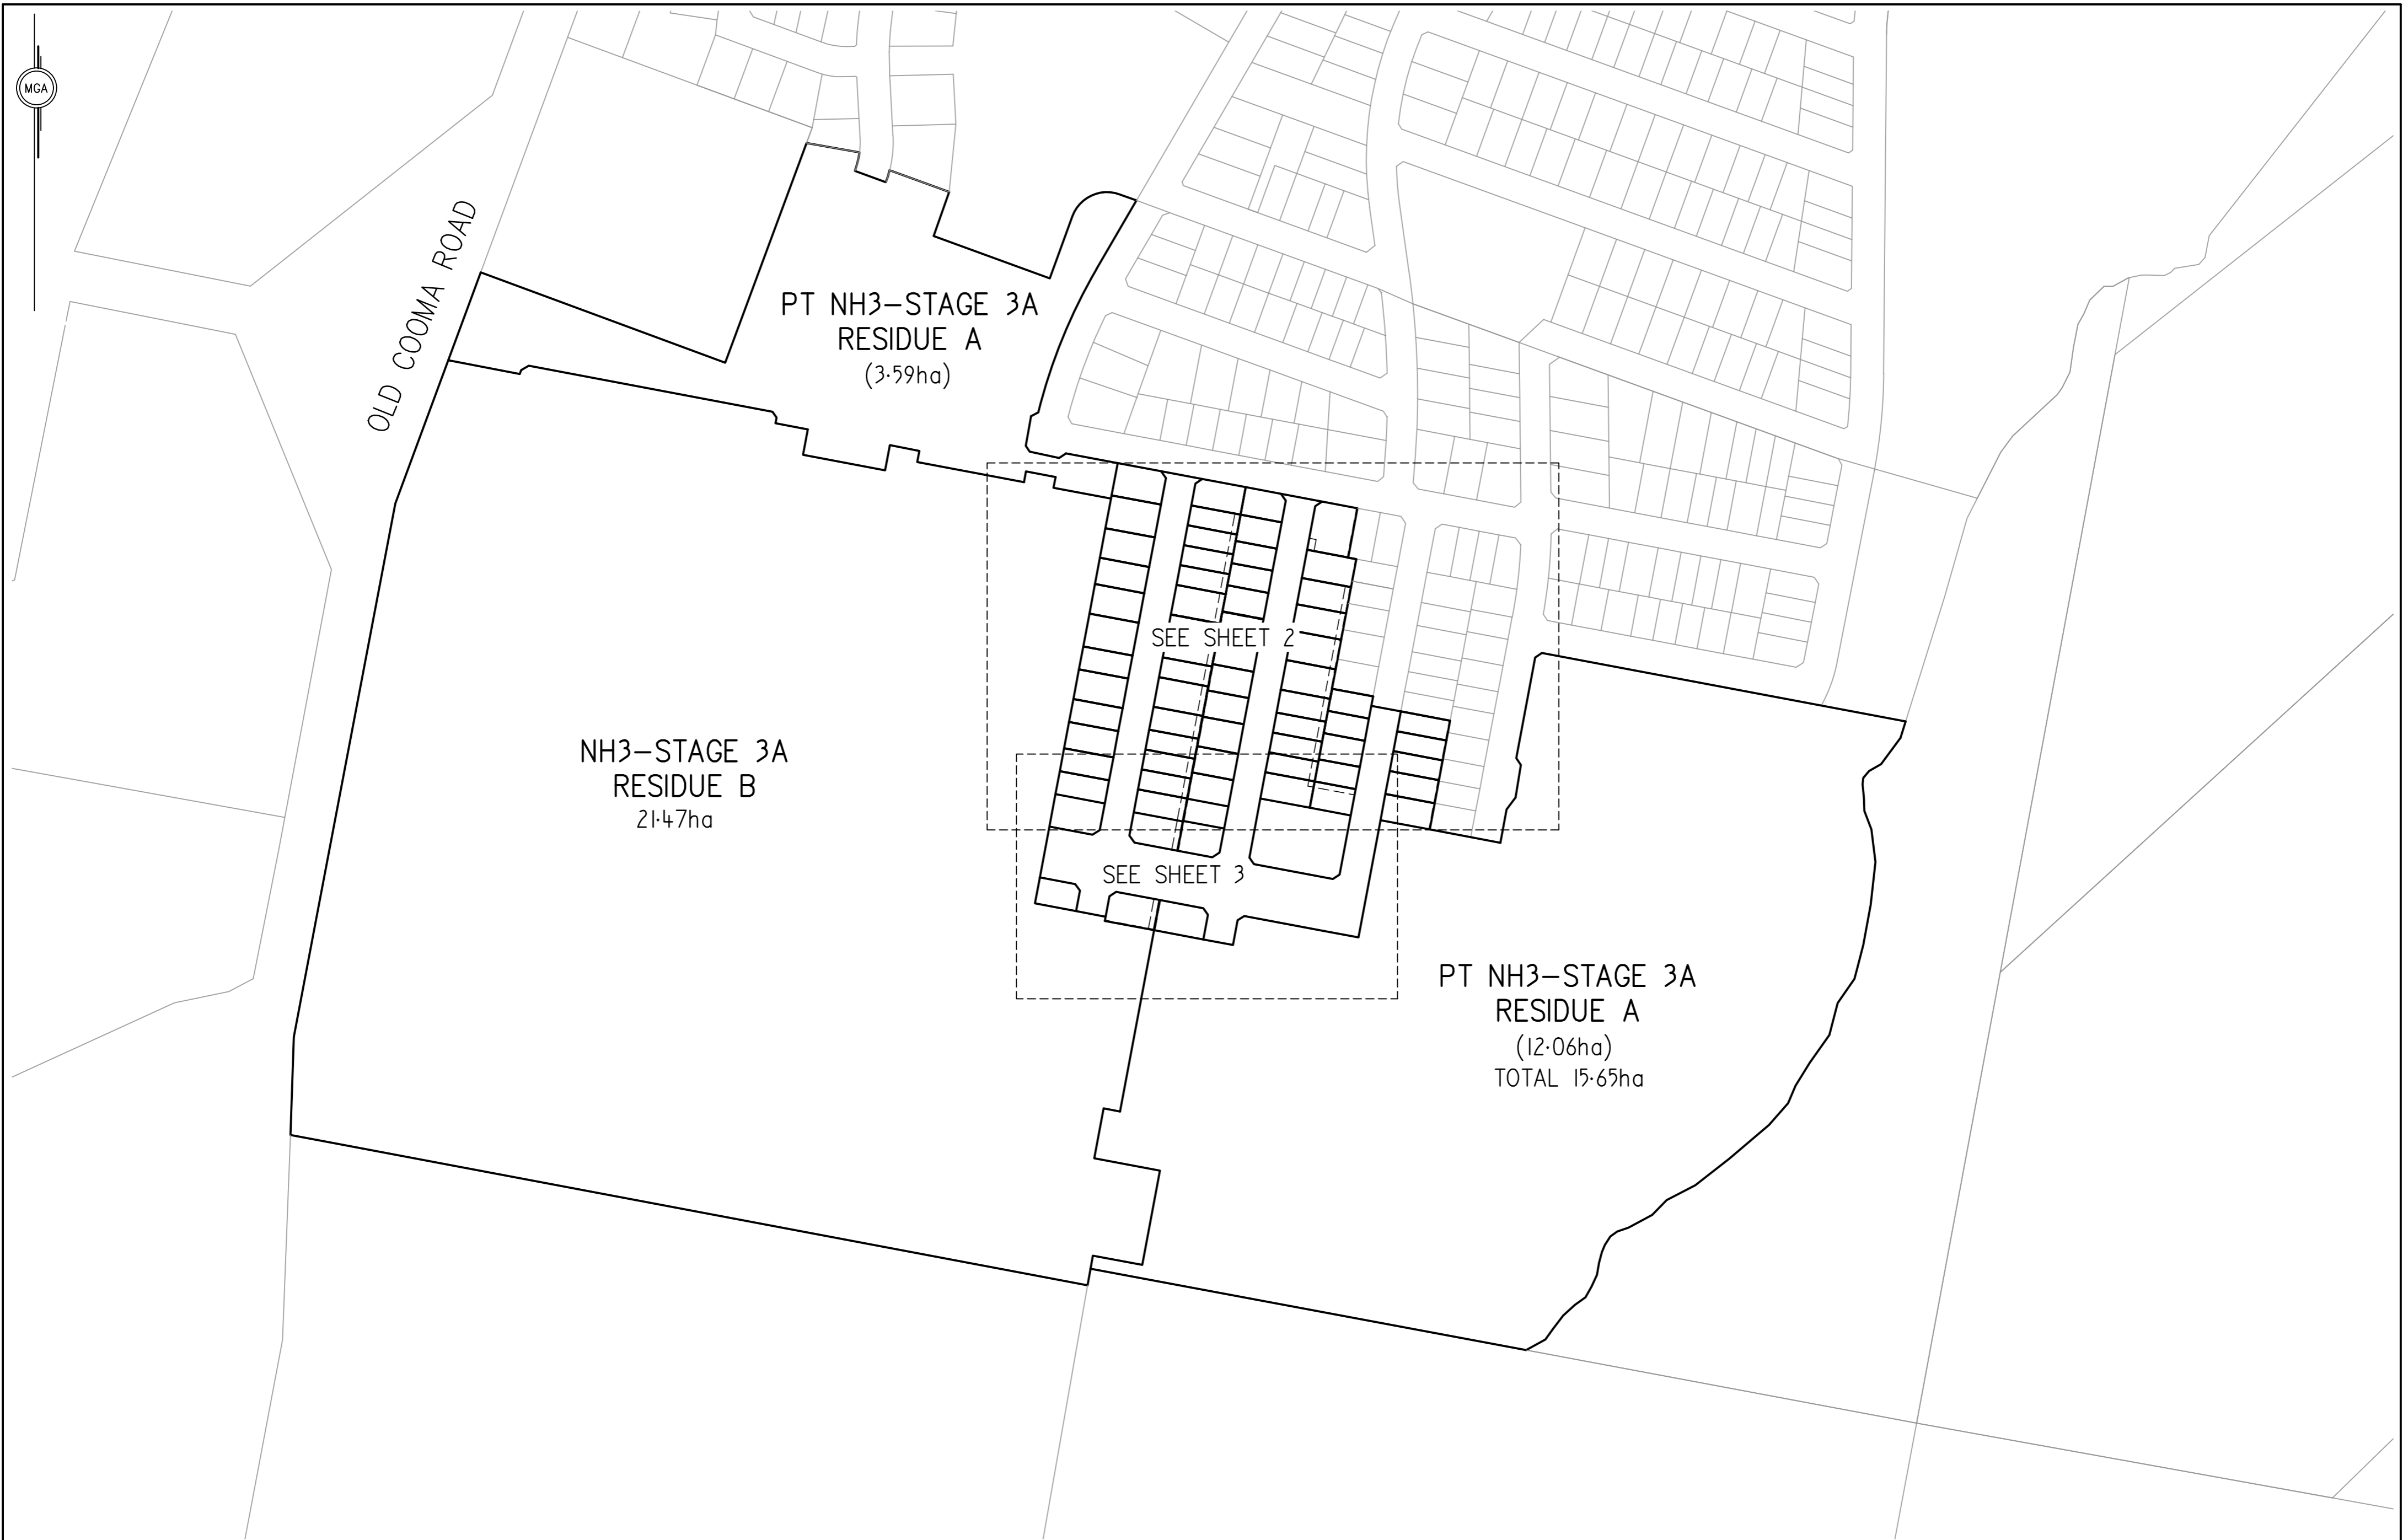 MGA
OLD COOMA ROAD
PT NH3-STAGE 3A
RESIDUE A
(3·59ha)
SEE SHEET 2
NH3-STAGE 3A
RESIDUE B
21·47ha
SEE SHEET 3
PT NH3-STAGE 3A
RESIDUE A
(12·06ha)
TOTAL 15·65ha